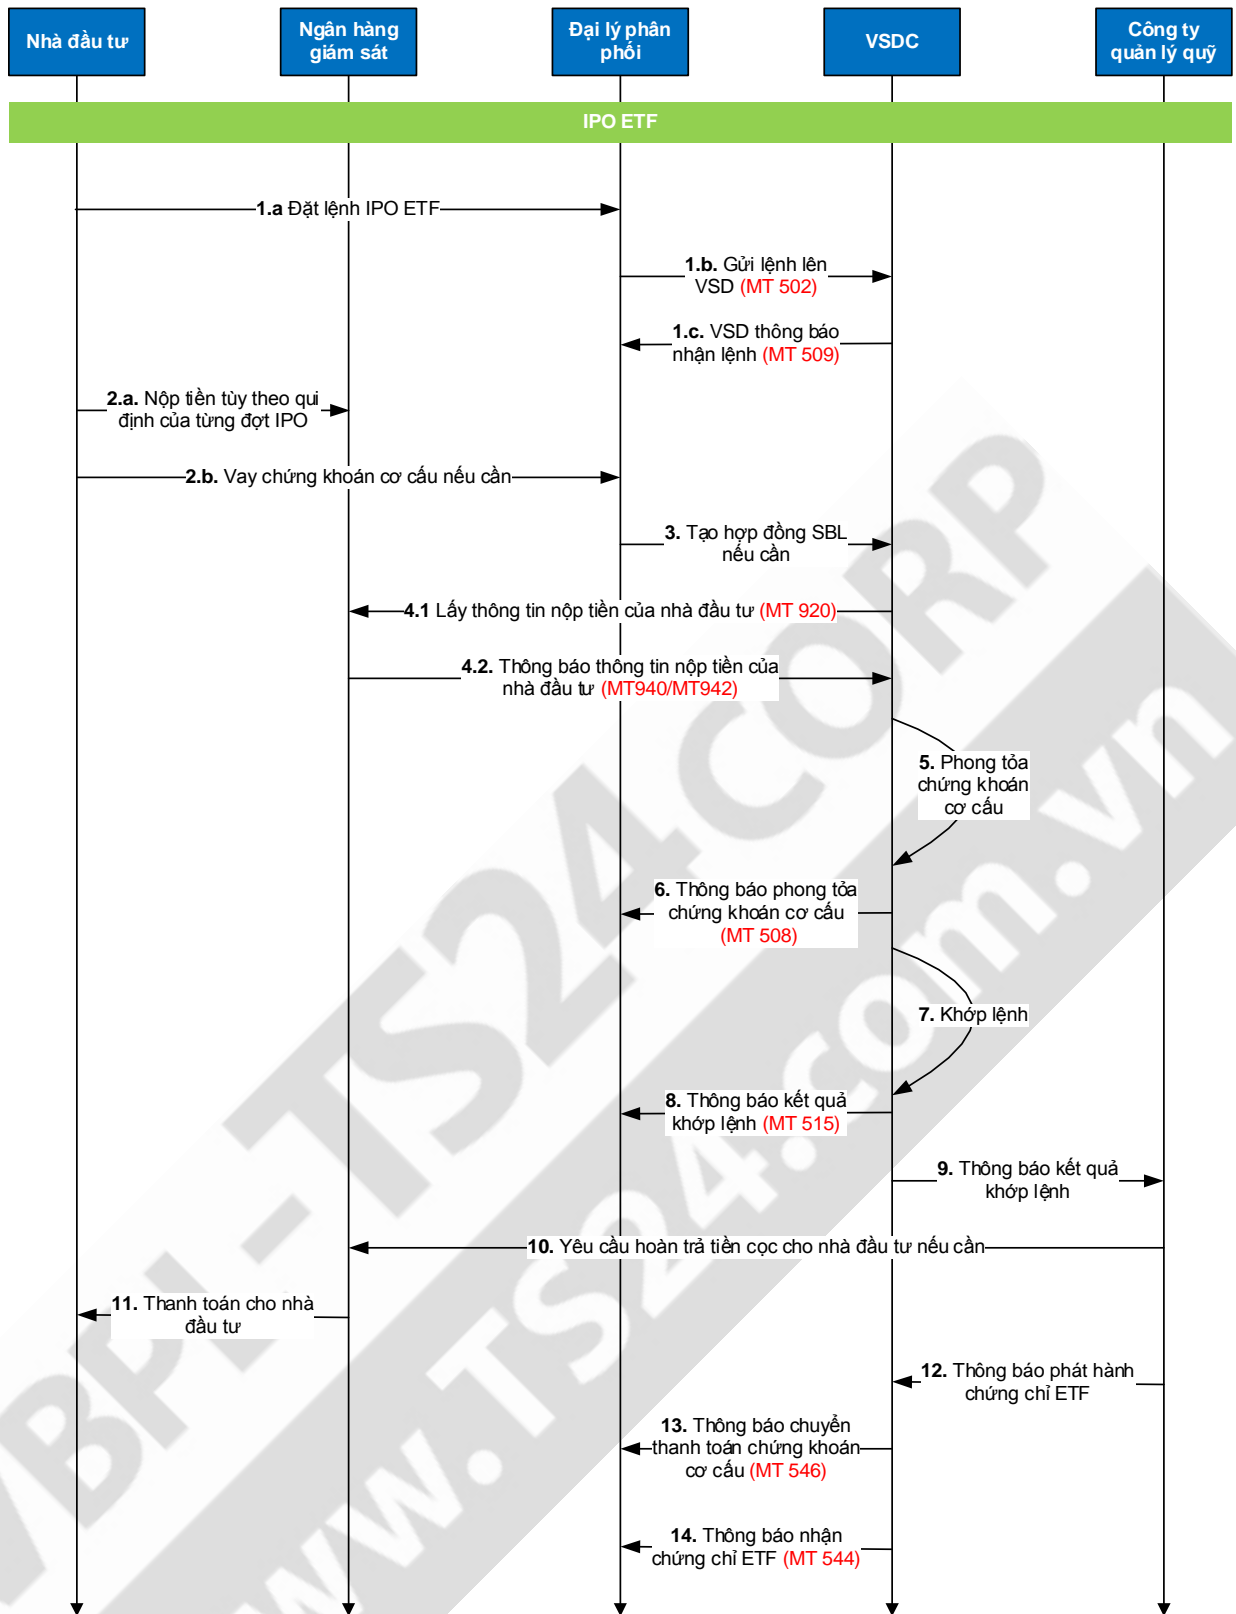 Nhà đầu tư
Ngân hàng
giám sát
Đại lý phân
phối
VSDC
Công ty
quản lý quỹ
IPO ETF
1.a Đặt lệnh IPO ETF
1.b. Gửi lệnh lên
VSD (MT 502)
1.c. VSD thông báo
nhận lệnh (MT 509)
2.a. Nộp tiền tùy theo qui
định của từng đợt IPO
2.b. Vay chứng khoán cơ cấu nếu cần
3. Tạo hợp đồng SBL
nếu cần
4.1 Lấy thông tin nộp tiền của nhà đầu tư (MT 920)
4.2. Thông báo thông tin nộp tiền của
nhà đầu tư (MT940/MT942)
5. Phong tỏa
chứng khoán
cơ cấu
6. Thông báo phong tỏa
chứng khoán cơ cấu
(MT 508)
7. Khớp lệnh
8. Thông báo kết quả
khớp lệnh (MT 515)
9. Thông báo kết quả
khớp lệnh
10. Yêu cầu hoàn trả tiền cọc cho nhà đầu tư nếu cần
11. Thanh toán cho nhà
đầu tư
12. Thông báo phát hành
chứng chỉ ETF
13. Thông báo chuyển
thanh toán chứng khoán
cơ cấu (MT 546)
14. Thông báo nhận
chứng chỉ ETF (MT 544)
VBPL-TS24CORP
www.TS24.com.vn